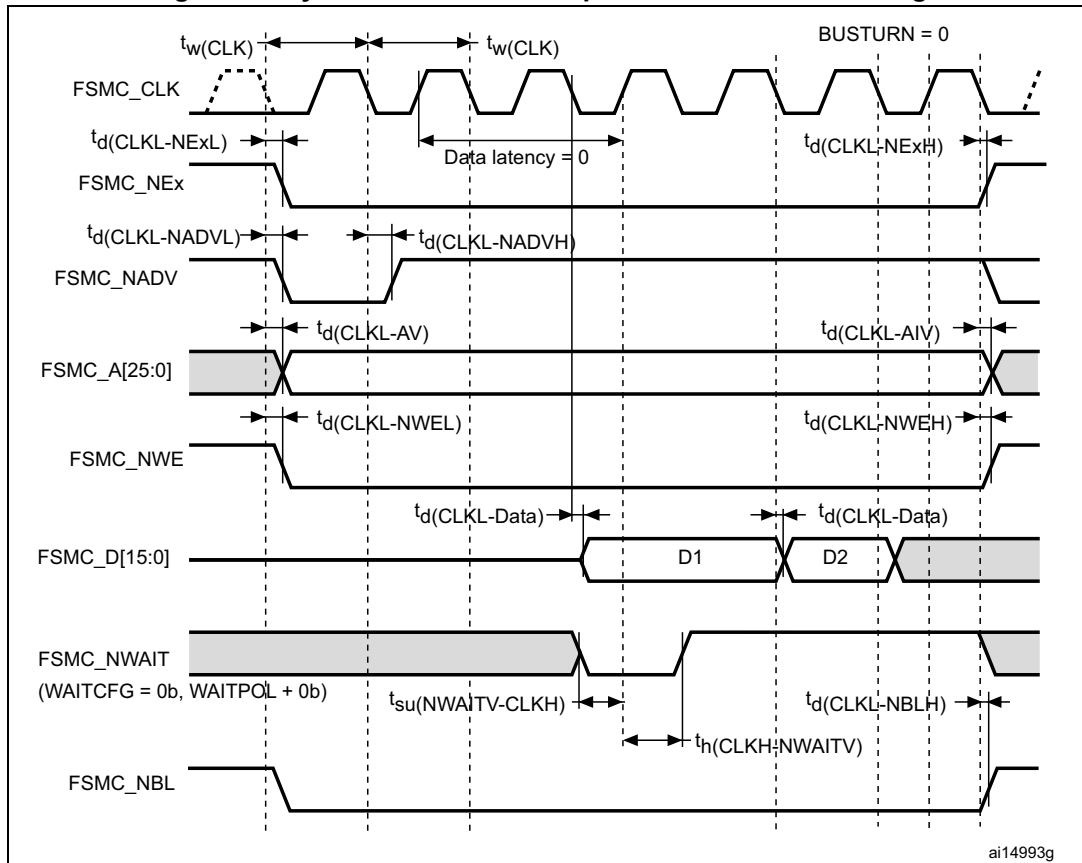 tw(CLK)
tw(CLK)
BUSTURN = 0
FSMC_CLK
td(CLKL-NExL)
Data latency = 0
td(CLKL-NExH)
FSMC_NEx
td(CLKL-NADVL)
td(CLKL-NADVH)
FSMC_NADV
td(CLKL-AV)
td(CLKL-AIV)
FSMC_A[25:0]
td(CLKL-NWEL)
td(CLKL-NWEH)
FSMC_NWE
td(CLKL-Data)
td(CLKL-Data)
FSMC_D[15:0]
D1
D2
FSMC_NWAIT
(WAITCFG = 0b, WAITPOL + 0b)
tsu(NWAITV-CLKH)
td(CLKL-NBLH)
th(CLKH-NWAITV)
FSMC_NBL
ai14993g